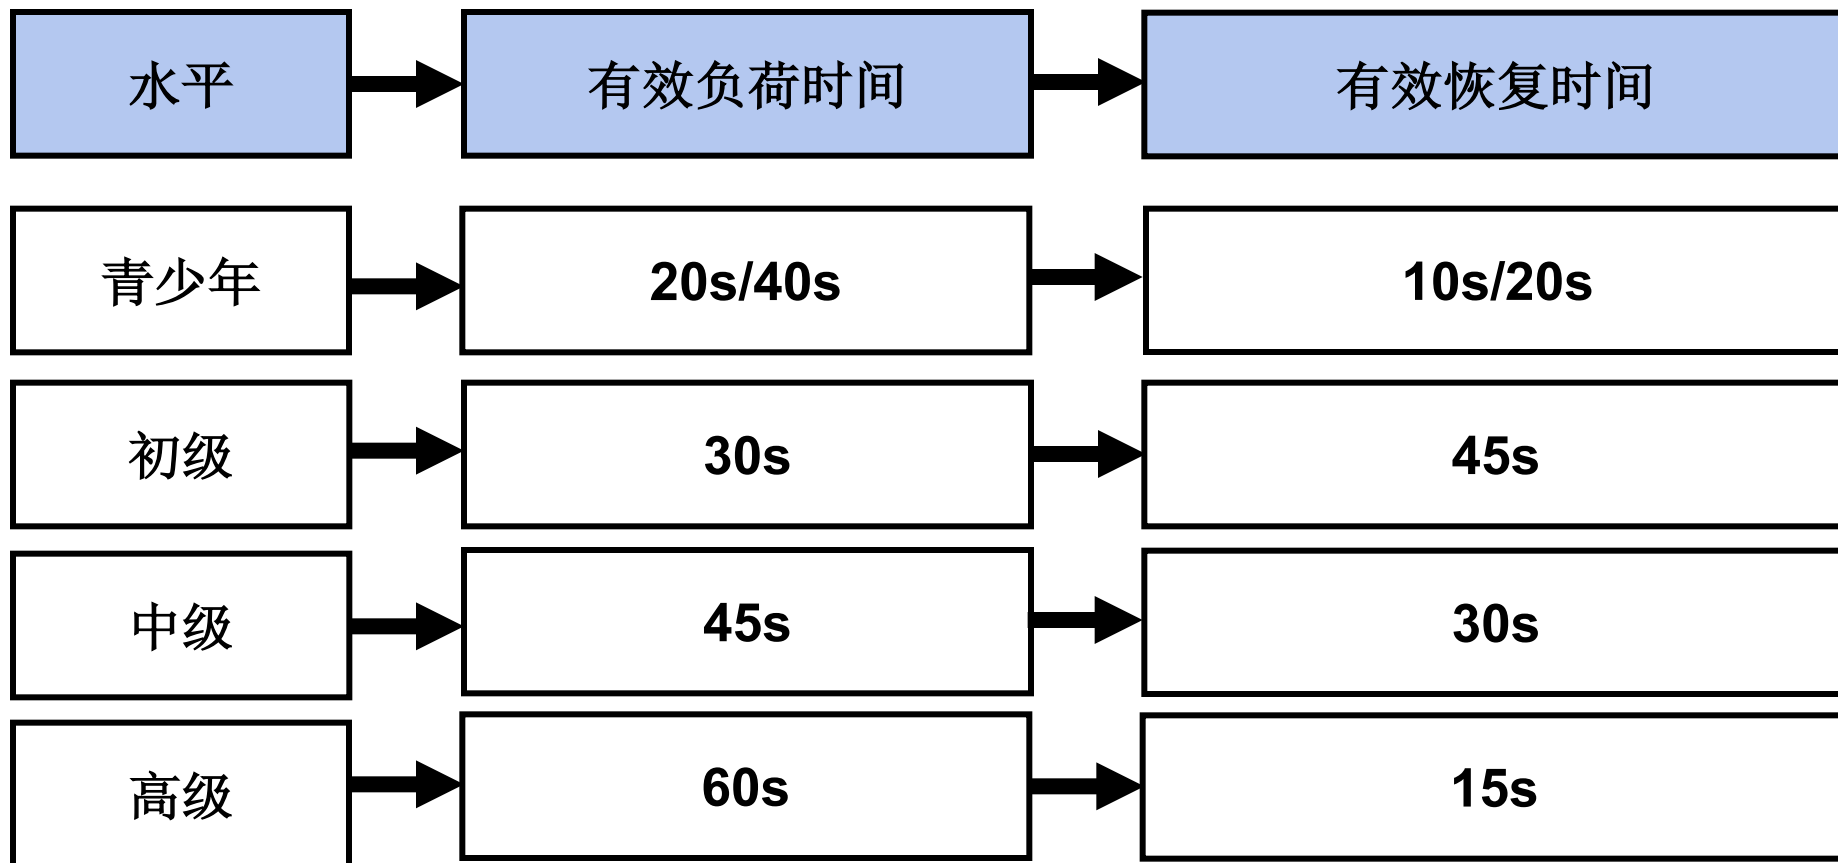 水平 有效负荷时间 有效恢复时间
青少年 20s/40s 10s/20s
初级 30s 45s
中级 45s 30s
高级 60s 15s